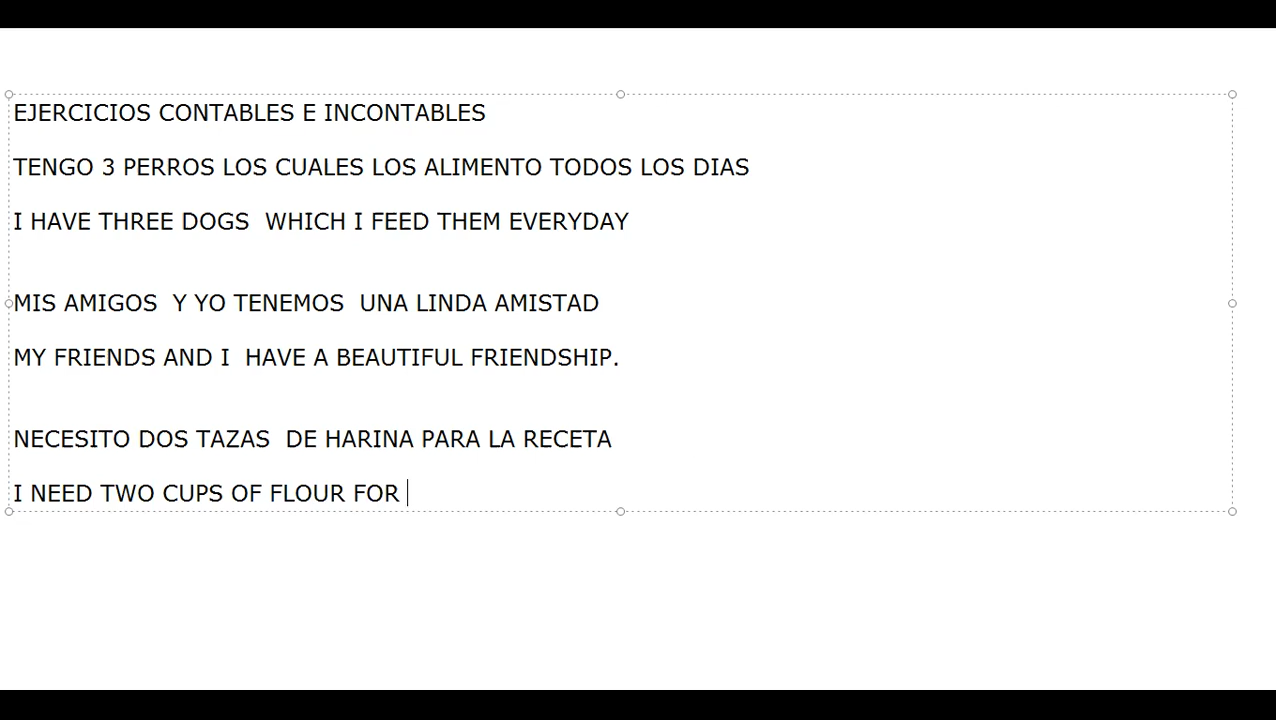 EJERCICIOS CONTABLES E INCONTABLES
TENGO 3 PERROS LOS CUALES LOS ALIMENTO TODOS LOS DIAS
I HAVE THREE DOGS  WHICH I FEED THEM EVERYDAY
MIS AMIGOS  Y YO TENEMOS  UNA LINDA AMISTAD
MY FRIENDS AND I  HAVE A BEAUTIFUL FRIENDSHIP.
NECESITO DOS TAZAS  DE HARINA PARA LA RECETA
I NEED TWO CUPS OF FLOUR FOR